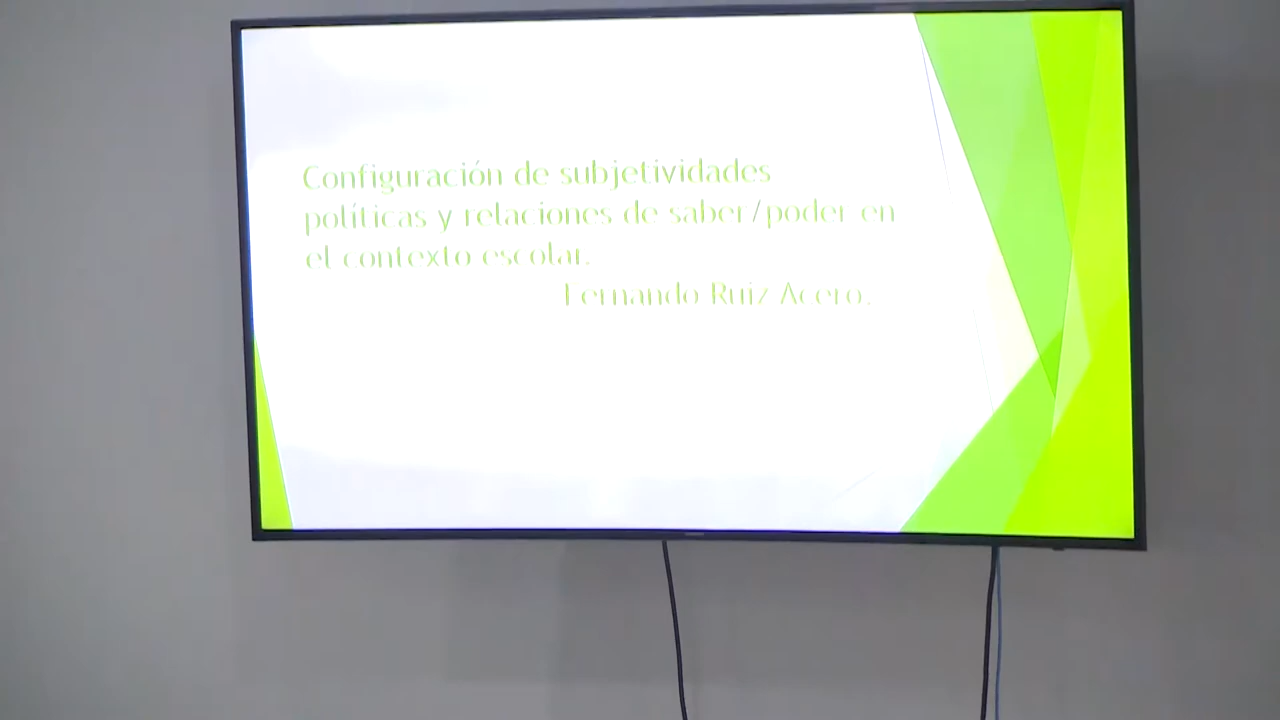 Configuración de subjetividades
políticas y relaciones de saber/poder en
el contexto escolar.
Fernando Ruiz Acero.